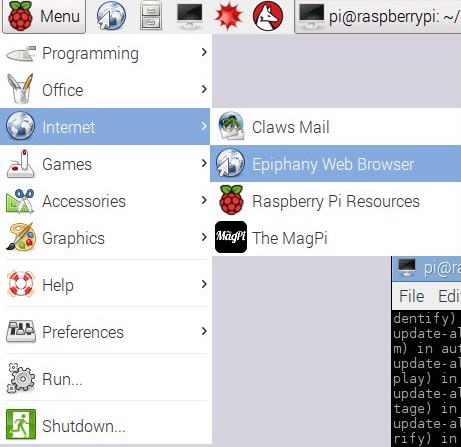 Menu
pi@raspberrypi: ~/
Programming
Office
Internet
Games
Accessories
Graphics
Help
Preferences
Run...
Shutdown...
Claws Mail
Epiphany Web Browser
Raspberry Pi Resources
MagPi
The MagPi
pi@ra
File Edi
dentify)
update-al
m) in aut
update-al
play) in
update-al
tage) in
update-al
rify) in